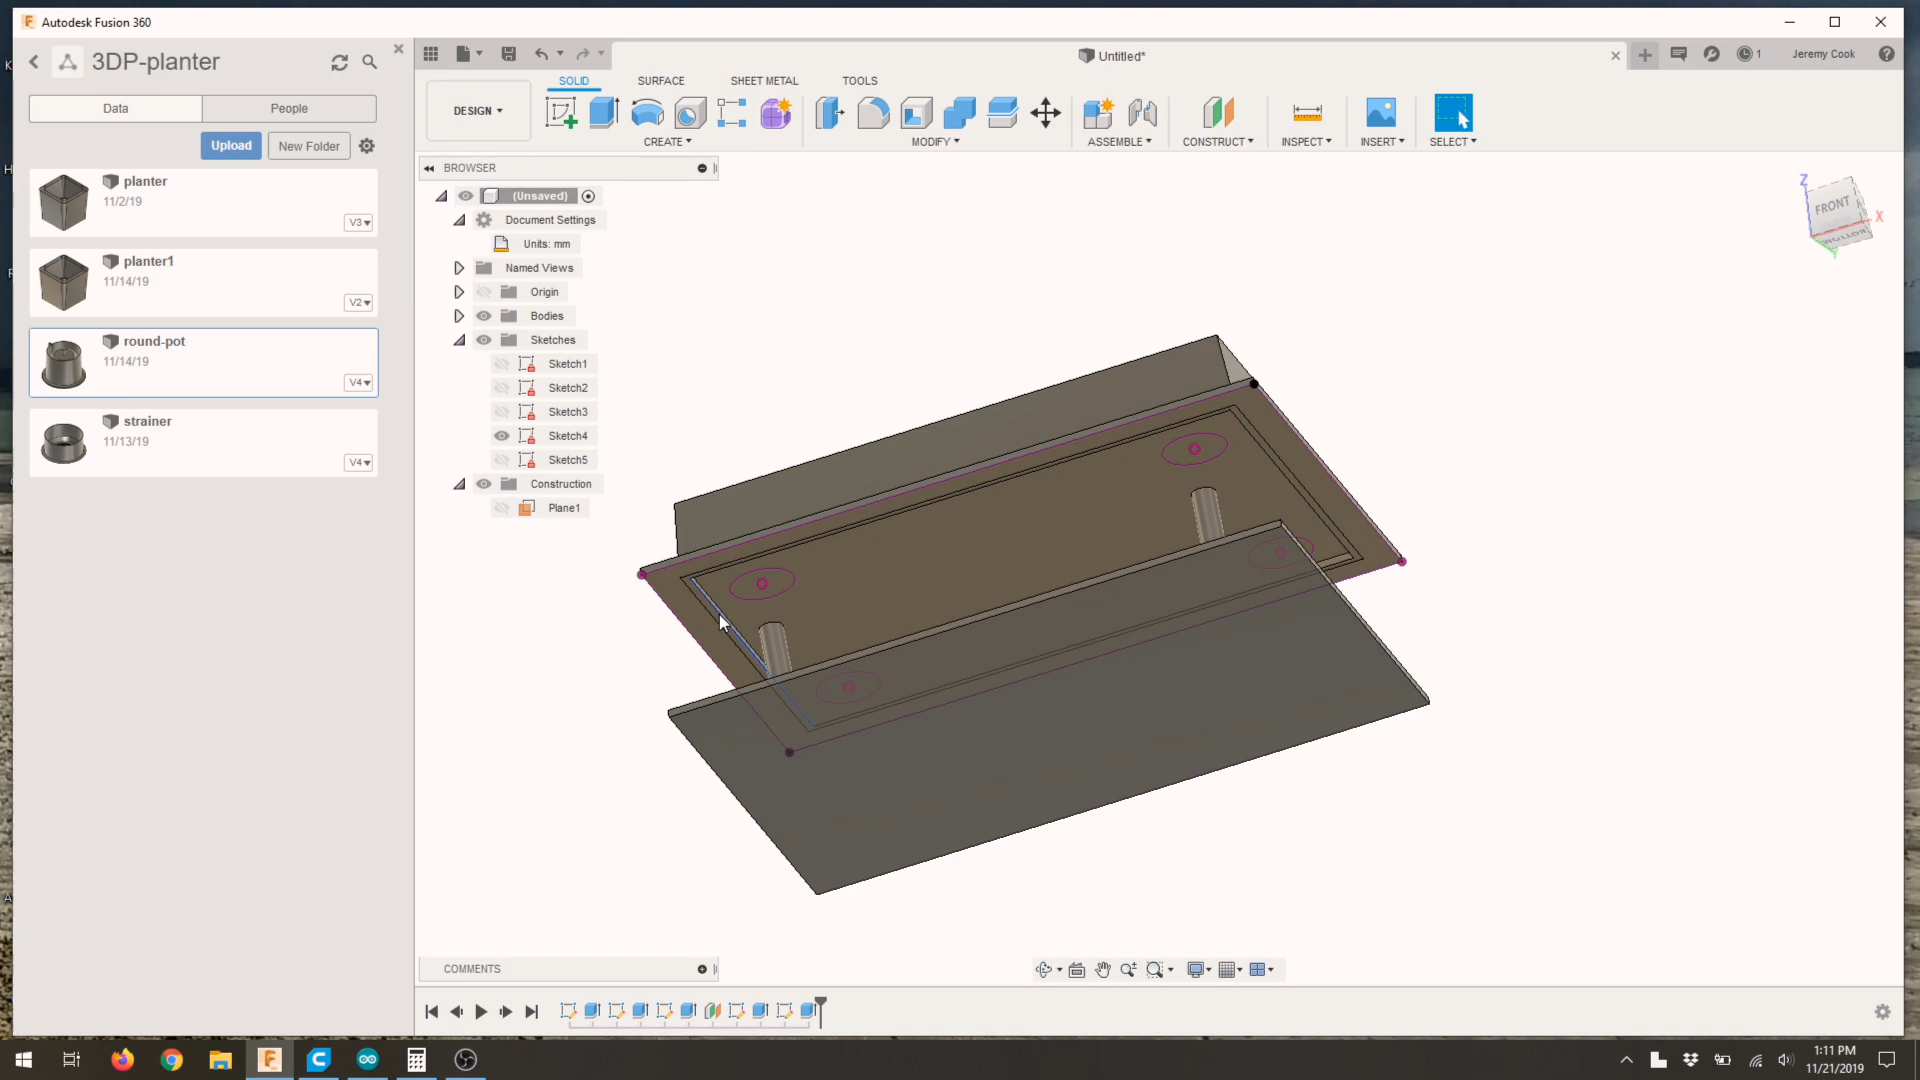 Autodesk Fusion 360
3DP-planter
Data
People
Upload
New Folder
planter
11/2/19
V3
planter1
11/14/19
V2
round-pot
11/14/19
V4
strainer
11/13/19
V4
Untitled*
1
Jeremy Cook
DESIGN
SOLID
SURFACE
SHEET METAL
TOOLS
CREATE
MODIFY
ASSEMBLE
CONSTRUCT
INSPECT
INSERT
SELECT
BROWSER
(Unsaved)
Document Settings
Units: mm
Named Views
Origin
Bodies
Sketches
Sketch1
Sketch2
Sketch3
Sketch4
Sketch5
Construction
Plane1
Z
FRONT
X
BOTTOM
Y
COMMENTS
1:11 PM
11/21/2019